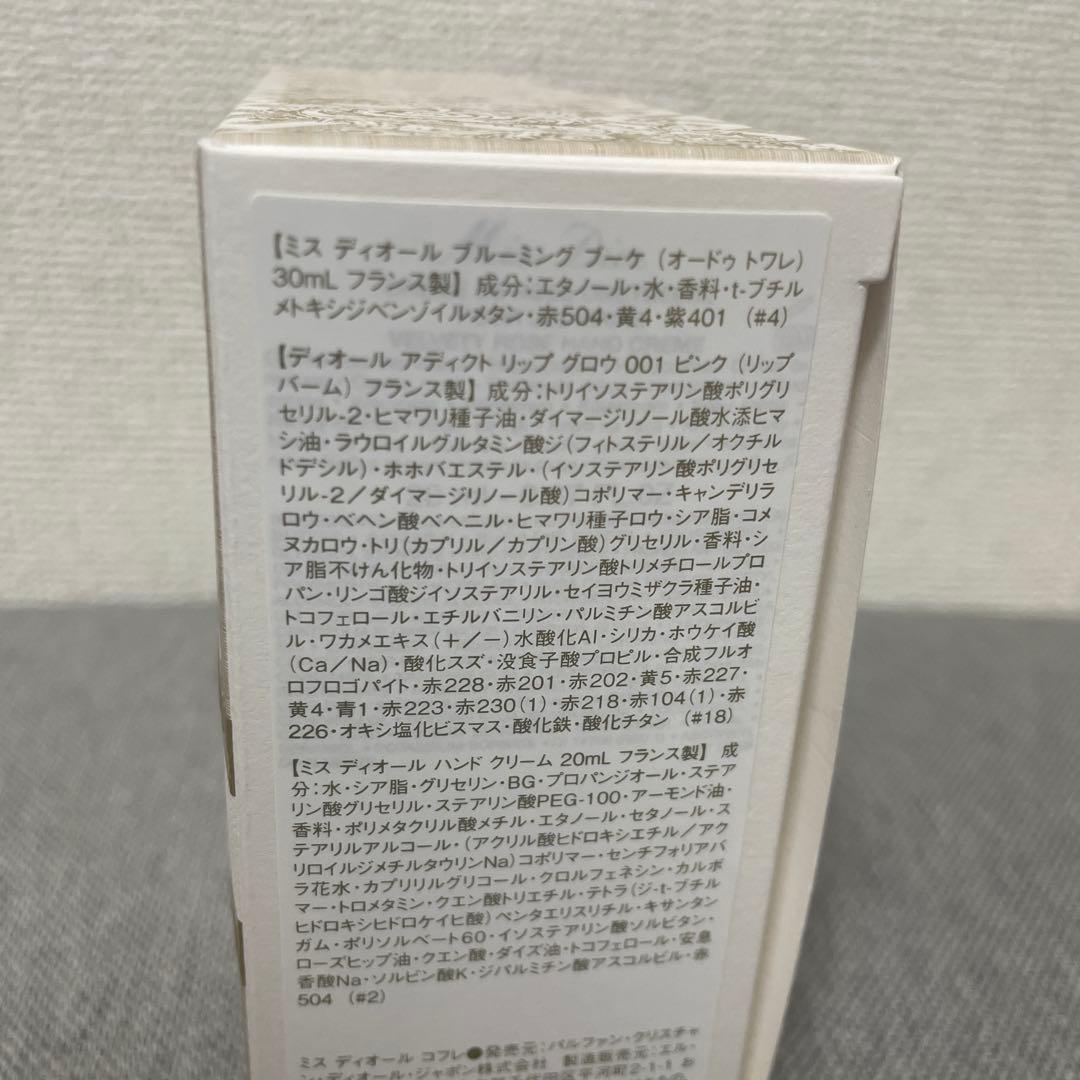 【ミス ディオール ブルーミング ブーケ (オードゥ トワレ)
30mL フランス製】 成分:エタノール・水・香料・t-ブチル
メトキシジベンゾイルメタン・赤504・黄4・紫401 (#4)
【ディオール アディクト リップ グロウ 001 ピンク (リップ
バーム) フランス製】 成分:トリイソステアリン酸ポリグリ
セリル-2・ヒマワリ種子油・ダイマージリノール酸水添ヒマ
シ油・ラウロイルグルタミン酸ジ(フィトステリル/オクチル
ドデシル)・ホホバエステル・(イソステアリン酸ポリグリセ
リル-2/ダイマージリノール酸)コポリマー・キャンデリラ
ロウ・ベヘン酸ベヘニル・ヒマワリ種子ロウ・シア脂・コメ
ヌカロウ・トリ(カプリル/カプリン酸)グリセリル・香料・シ
ア脂不けん化物・トリイソステアリン酸トリメチロールプロ
パン・リンゴ酸ジイソステアリル・セイヨウミザクラ種子油・
トコフェロール・エチルバニリン・パルミチン酸アスコルビ
ル・ワカメエキス(+/−)水酸化Al・シリカ・ホウケイ酸
(Ca/Na)・酸化スズ・没食子酸プロピル・合成フルオ
ロフロゴパイト・赤228・赤201・赤202・黄5・赤227・
黄4・青1・赤223・赤230(1)・赤218・赤104(1)・赤
226・オキシ塩化ビスマス・酸化鉄・酸化チタン (#18)
【ミス ディオール ハンド クリーム 20mL フランス製】 成
分:水・シア脂・グリセリン・BG・プロパンジオール・ステア
リン酸グリセリル・ステアリン酸PEG-100・アーモンド油・
香料・ポリメタクリル酸メチル・エタノール・セタノール・ス
テアリルアルコール・(アクリル酸ヒドロキシエチル/アク
リロイルジメチルタウリンNa)コポリマー・センチフォリアバ
ラ花水・カプリリルグリコール・クロルフェネシン・カルボ
マー・トロメタミン・クエン酸トリエチル・テトラ(ジ-t-ブチル
ヒドロキシヒドロケイヒ酸)ペンタエリスリチル・キサンタン
ガム・ポリソルベート60・イソステアリン酸ソルビタン・
ローズヒップ油・クエン酸・ダイズ油・トコフェロール・安息
香酸Na・ソルビン酸K・ジパルミチン酸アスコルビル・赤
504 (#2)
ミス ディオール コフレ●発売元:パルファン・クリスチャ
ン・ディオール・ジャポン株式会社 製造販売元:エル・
千代田区平河町2-1-1 お